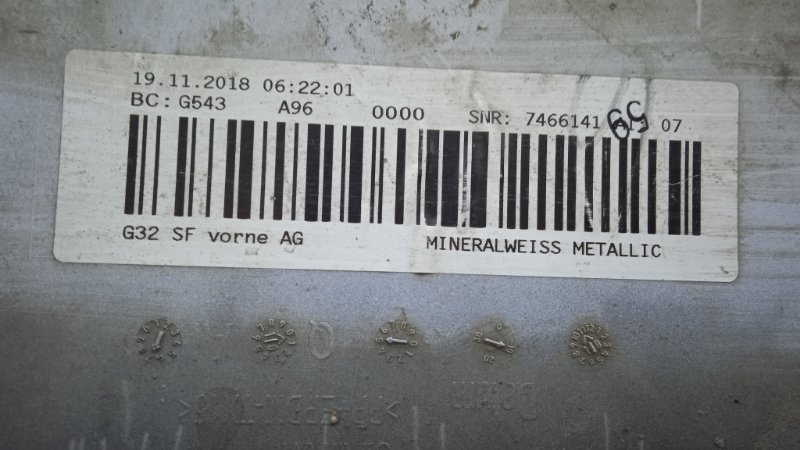 19.11.2018 06:22:01
BC: G543 A96 0000 SNR: 7466141 07
G32 SF vorne AG MINERALWEISS METALLIC